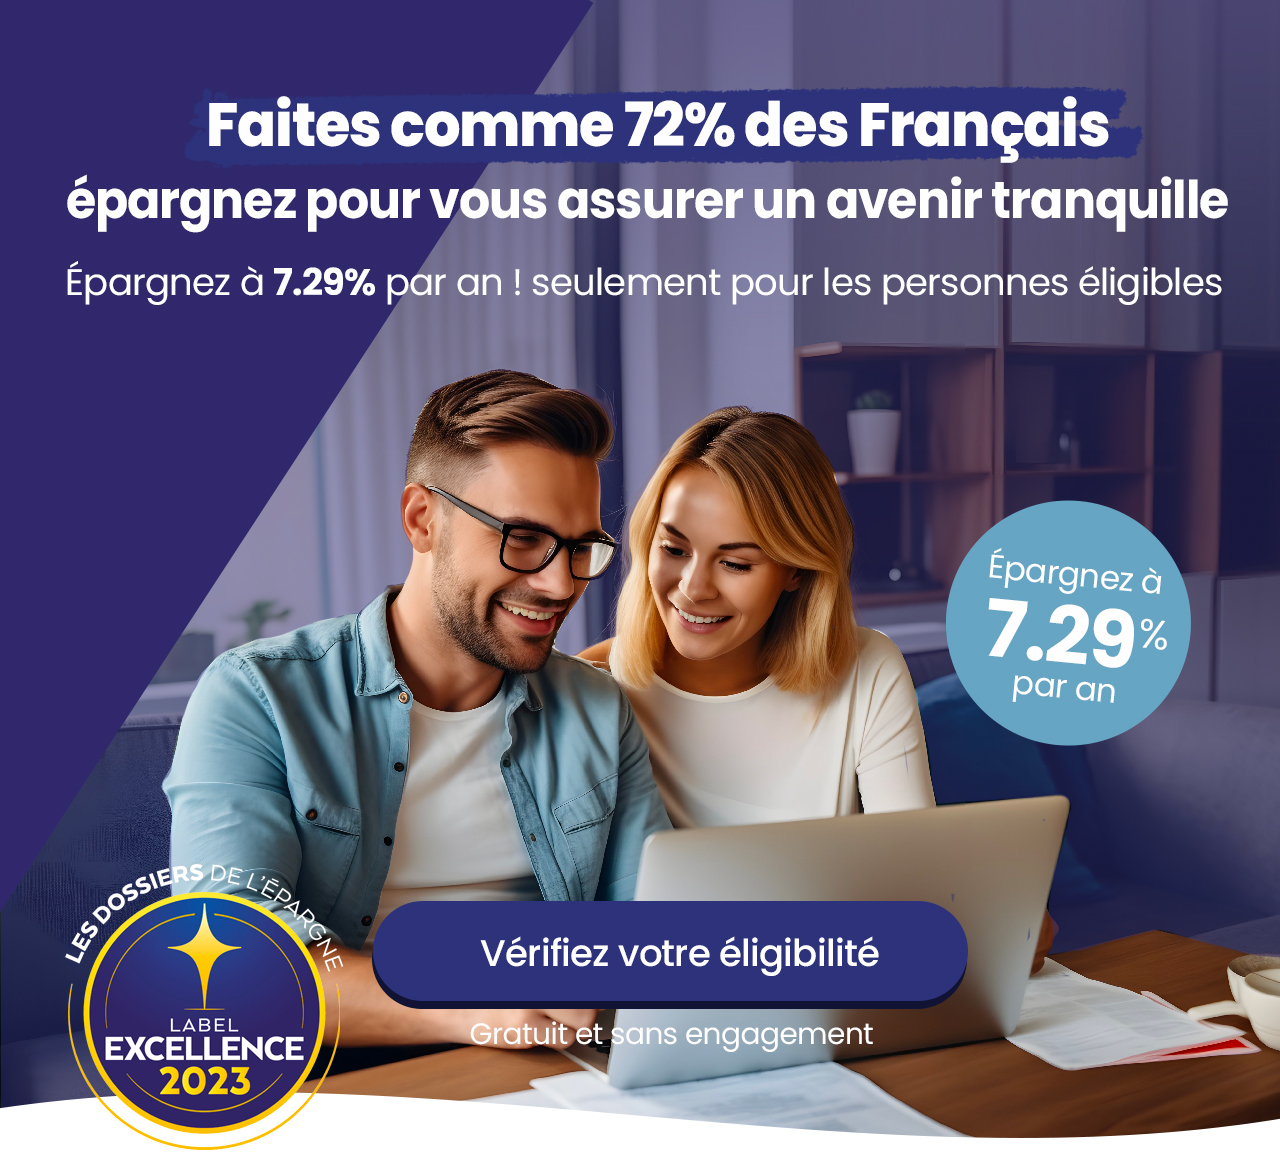 Faites comme 72% des Français
épargnez pour vous assurer un avenir tranquille
Épargnez à 7.29% par an ! seulement pour les personnes éligibles
Épargnez à
7.29%
par an
LES DOSSIERS DE L'ÉPARGNE
LABEL
EXCELLENCE
2023
Vérifiez votre éligibilité
Gratuit et sans engagement